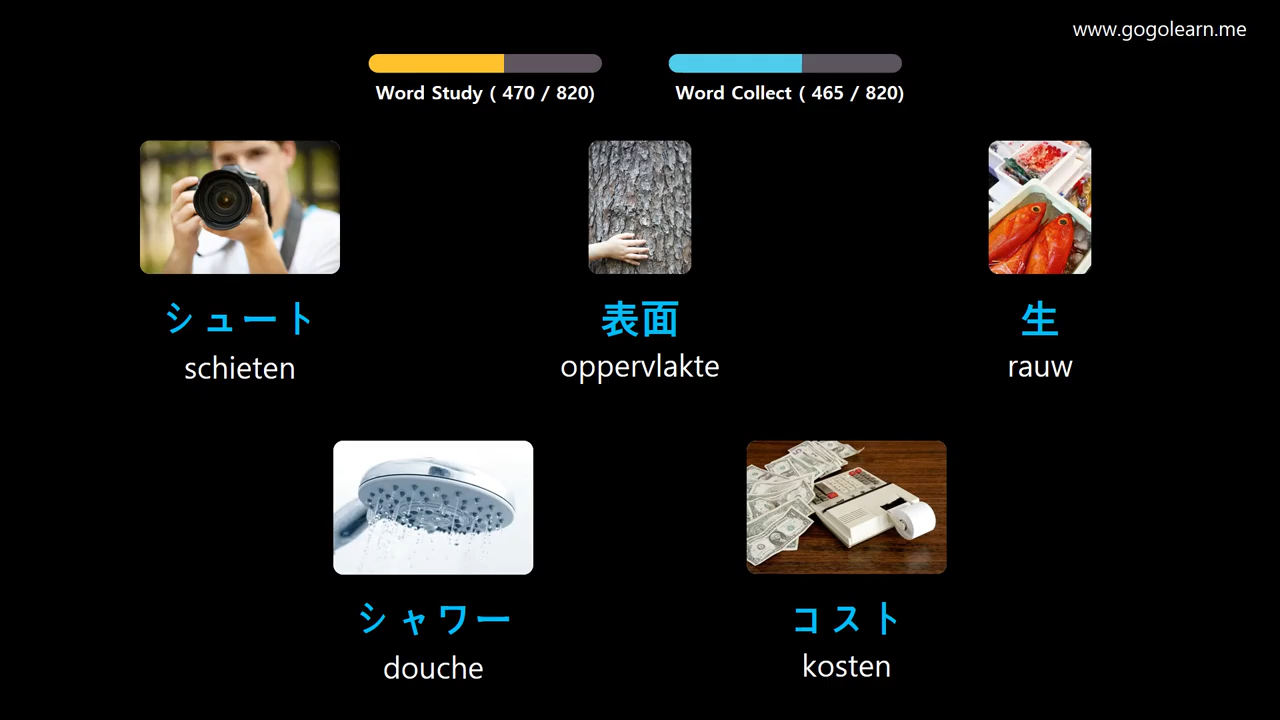 www.gogolearn.me
Word Study ( 470 / 820)
Word Collect ( 465 / 820)
シュート
schieten
表面
oppervlakte
生
rauw
シャワー
douche
コスト
kosten